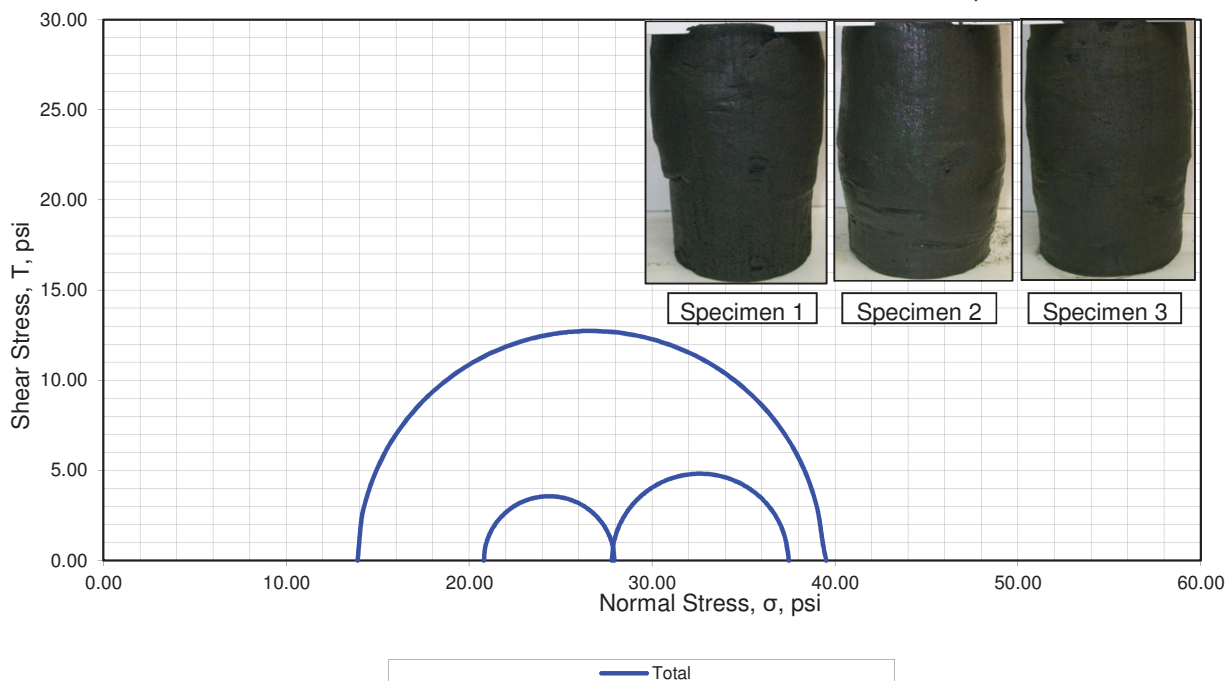 30.00
25.00
20.00
15.00
10.00
5.00
0.00
Shear Stress, T, psi
Specimen 1
Specimen 2
Specimen 3
0.00
10.00
20.00
30.00
40.00
50.00
60.00
Normal Stress, σ, psi
Total